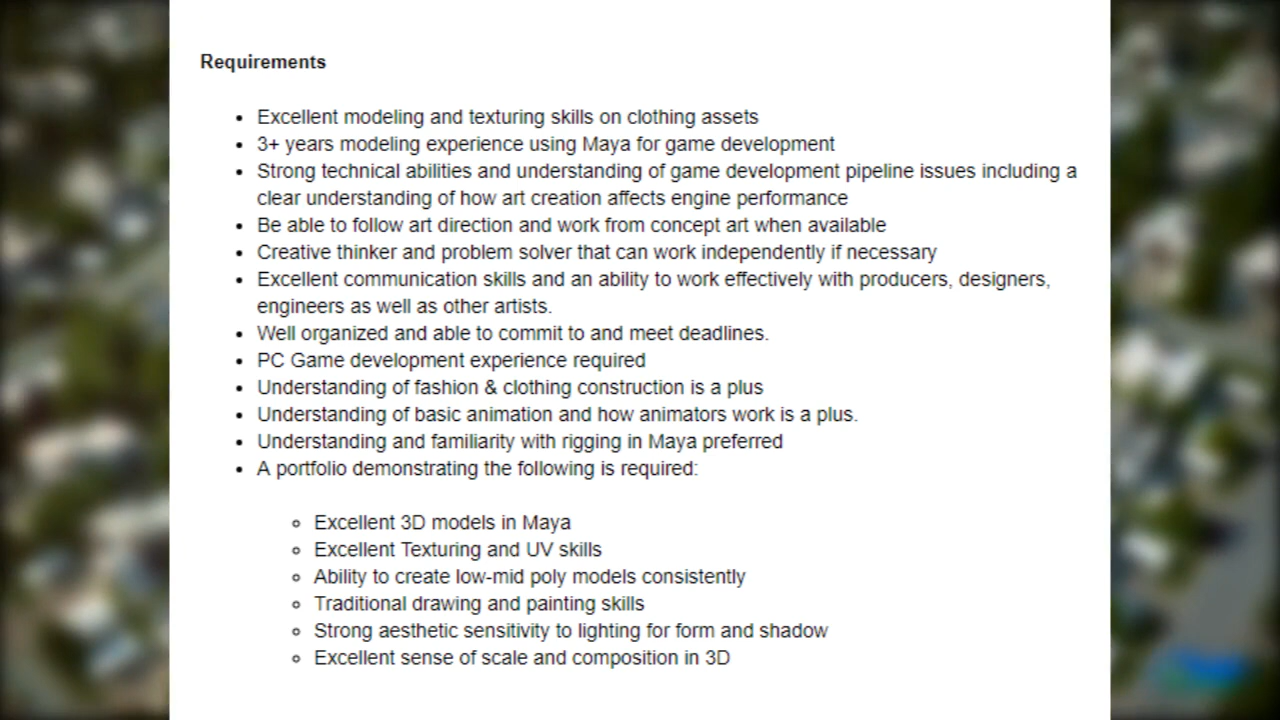 Requirements
Excellent modeling and texturing skills on clothing assets
3+ years modeling experience using Maya for game development
Strong technical abilities and understanding of game development pipeline issues including a
clear understanding of how art creation affects engine performance
Be able to follow art direction and work from concept art when available
Creative thinker and problem solver that can work independently if necessary
Excellent communication skills and an ability to work effectively with producers, designers,
engineers as well as other artists.
Well organized and able to commit to and meet deadlines.
PC Game development experience required
Understanding of fashion & clothing construction is a plus
Understanding of basic animation and how animators work is a plus.
Understanding and familiarity with rigging in Maya preferred
A portfolio demonstrating the following is required:
Excellent 3D models in Maya
Excellent Texturing and UV skills
Ability to create low-mid poly models consistently
Traditional drawing and painting skills
Strong aesthetic sensitivity to lighting for form and shadow
Excellent sense of scale and composition in 3D